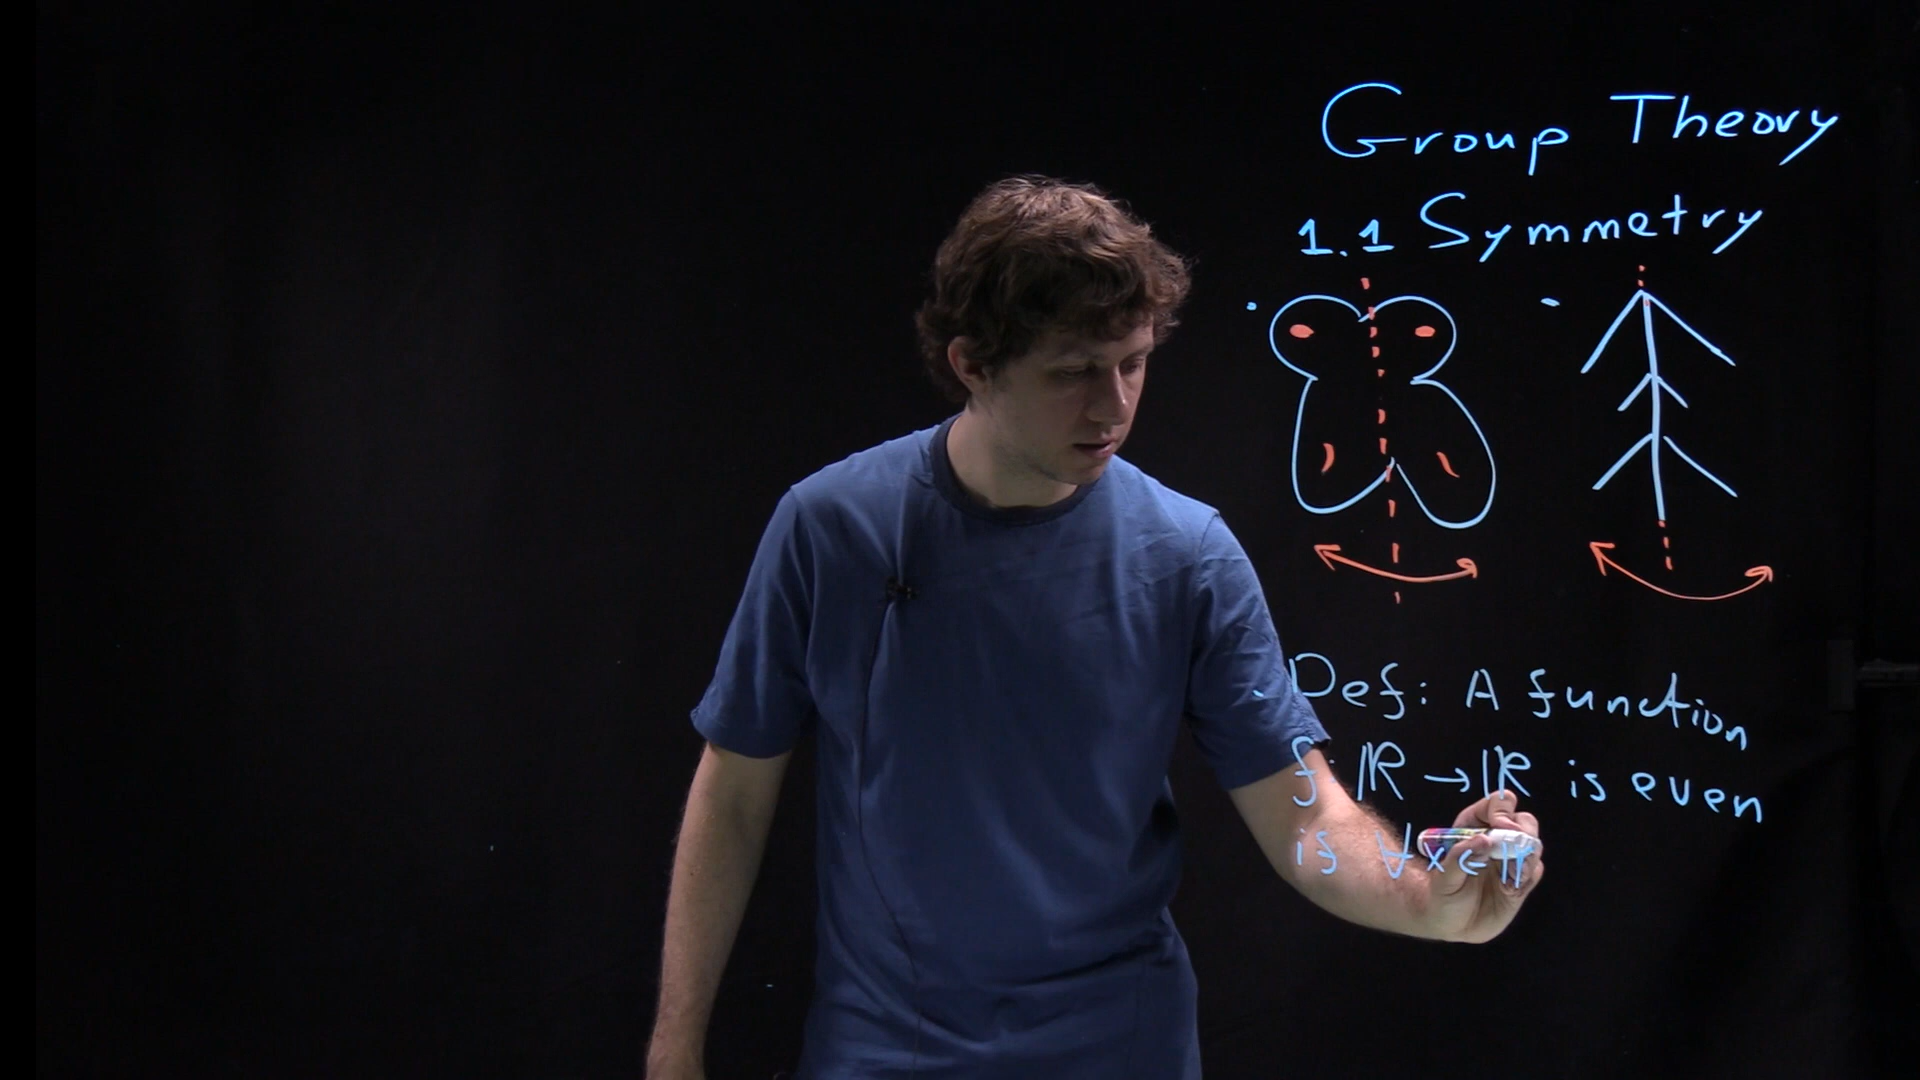 Group Theory
1.1 Symmetry
Def: A function
f: ℝ → ℝ is even
is ∀x∈